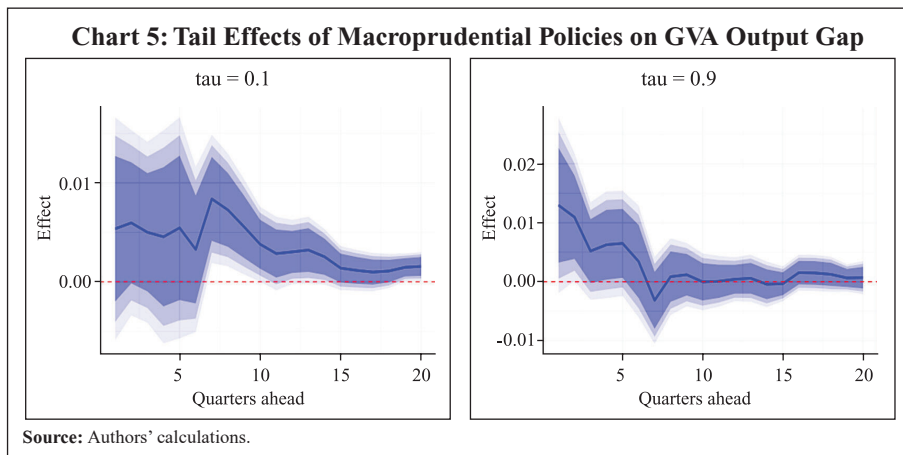 Chart 5: Tail Effects of Macroprudential Policies on GVA Output Gap
tau = 0.1
Effect
0.01
0.00
5
10
15
20
Quarters ahead
tau = 0.9
Effect
0.02
0.01
0.00
-0.01
5
10
15
20
Quarters ahead
Source: Authors' calculations.